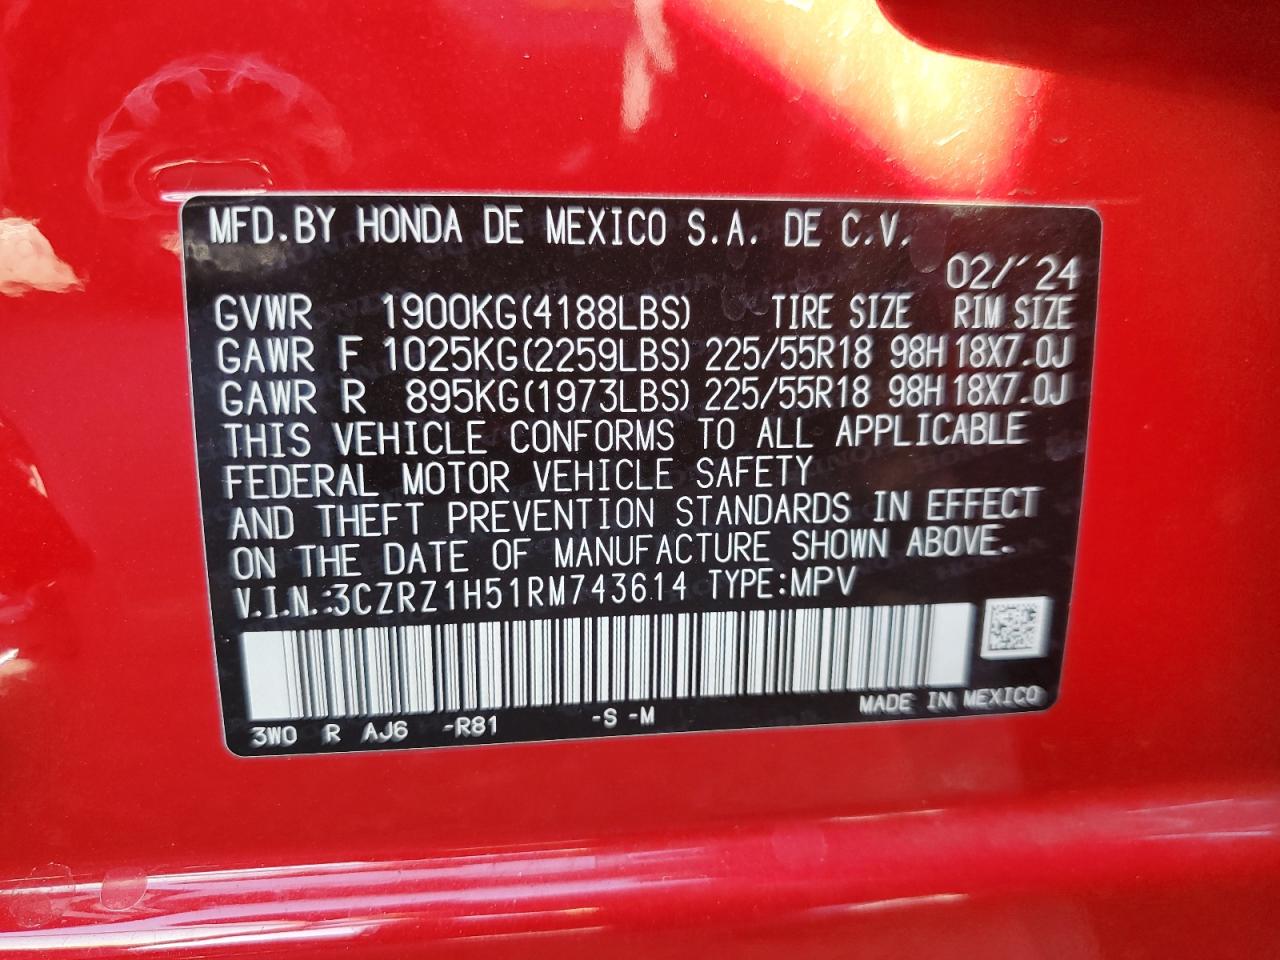 MFD.BY HONDA DE MEXICO S.A. DE C.V.
02/´24
GVWR 1900KG(4188LBS) TIRE SIZE RIM SIZE
GAWR F 1025KG(2259LBS) 225/55R18 98H 18X7.0J
GAWR R 895KG(1973LBS) 225/55R18 98H 18X7.0J
THIS VEHICLE CONFORMS TO ALL APPLICABLE
FEDERAL MOTOR VEHICLE SAFETY
AND THEFT PREVENTION STANDARDS IN EFFECT
ON THE DATE OF MANUFACTURE SHOWN ABOVE.
V.I.N.:3CZRZ1H51RM743614 TYPE:MPV
MADE IN MEXICO
3W0 R AJ6 -R81 -S -M